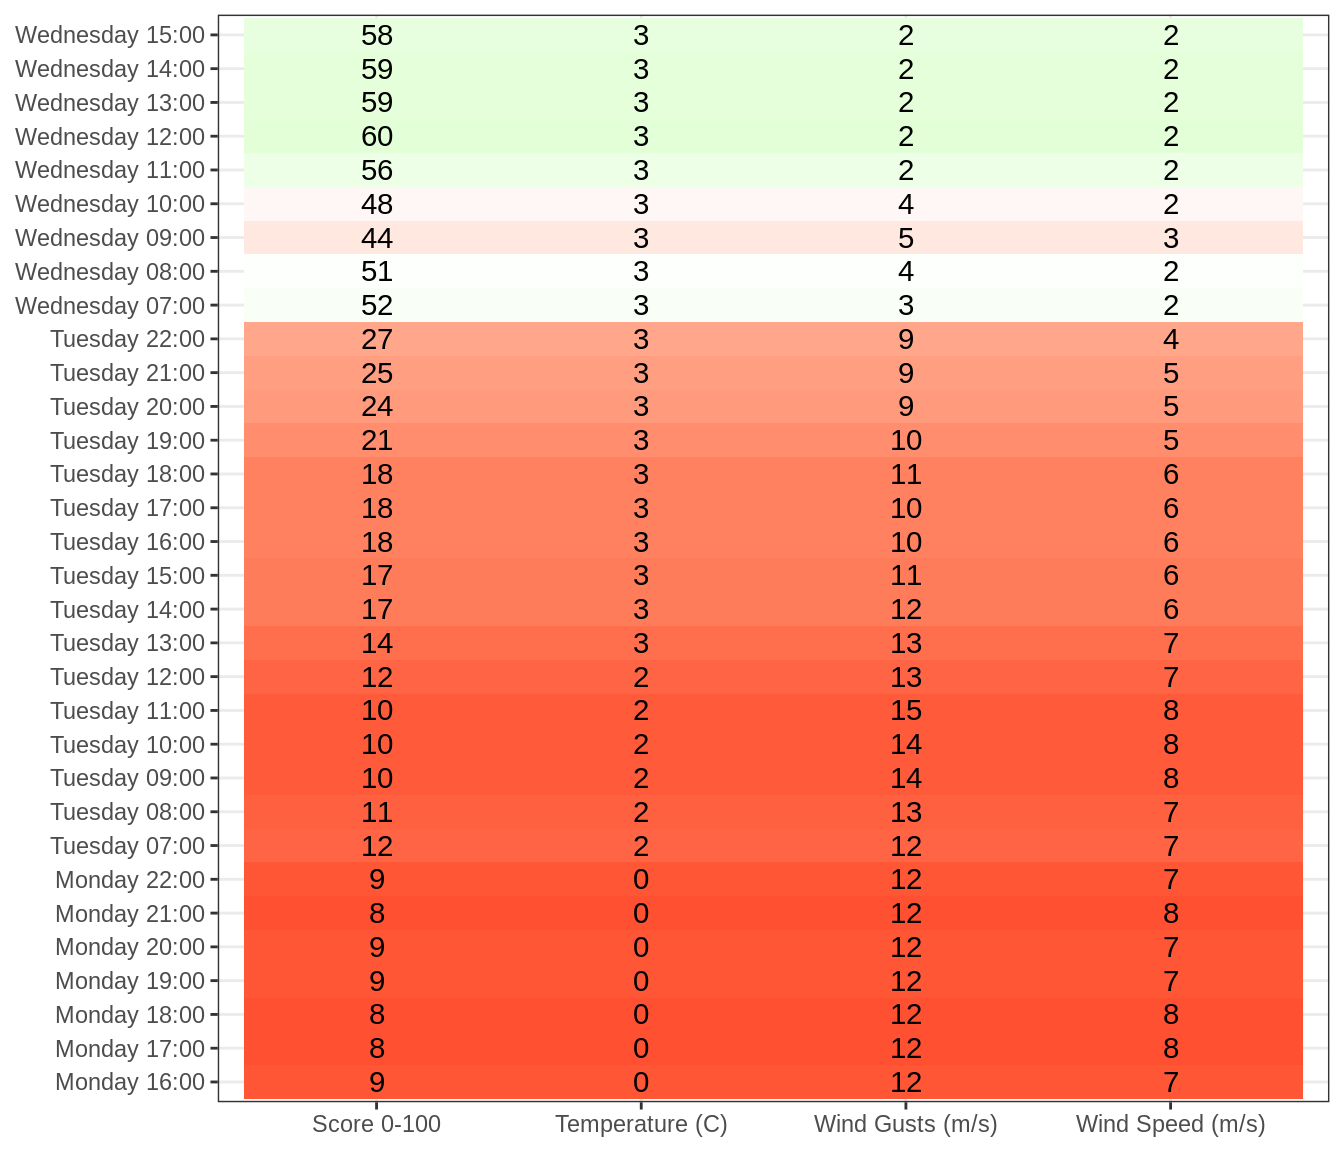 Wednesday 15:00 58 3 2 2
Wednesday 14:00 59 3 2 2
Wednesday 13:00 59 3 2 2
Wednesday 12:00 60 3 2 2
Wednesday 11:00 56 3 2 2
Wednesday 10:00 48 3 4 2
Wednesday 09:00 44 3 5 3
Wednesday 08:00 51 3 4 2
Wednesday 07:00 52 3 3 2
Tuesday 22:00 27 3 9 4
Tuesday 21:00 25 3 9 5
Tuesday 20:00 24 3 9 5
Tuesday 19:00 21 3 10 5
Tuesday 18:00 18 3 11 6
Tuesday 17:00 18 3 10 6
Tuesday 16:00 18 3 10 6
Tuesday 15:00 17 3 11 6
Tuesday 14:00 17 3 12 6
Tuesday 13:00 14 3 13 7
Tuesday 12:00 12 2 13 7
Tuesday 11:00 10 2 15 8
Tuesday 10:00 10 2 14 8
Tuesday 09:00 10 2 14 8
Tuesday 08:00 11 2 13 7
Tuesday 07:00 12 2 12 7
Monday 22:00 9 0 12 7
Monday 21:00 8 0 12 8
Monday 20:00 9 0 12 7
Monday 19:00 9 0 12 7
Monday 18:00 8 0 12 8
Monday 17:00 8 0 12 8
Monday 16:00 9 0 12 7
Score 0-100 Temperature (C) Wind Gusts (m/s) Wind Speed (m/s)